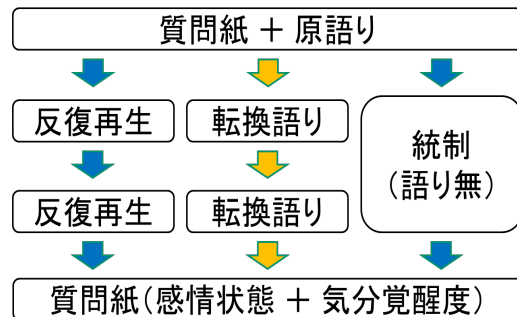 質問紙 ＋ 原語り
反復再生
転換語り
統制
（語り無）
反復再生
転換語り
質問紙（感情状態 ＋ 気分覚醒度）